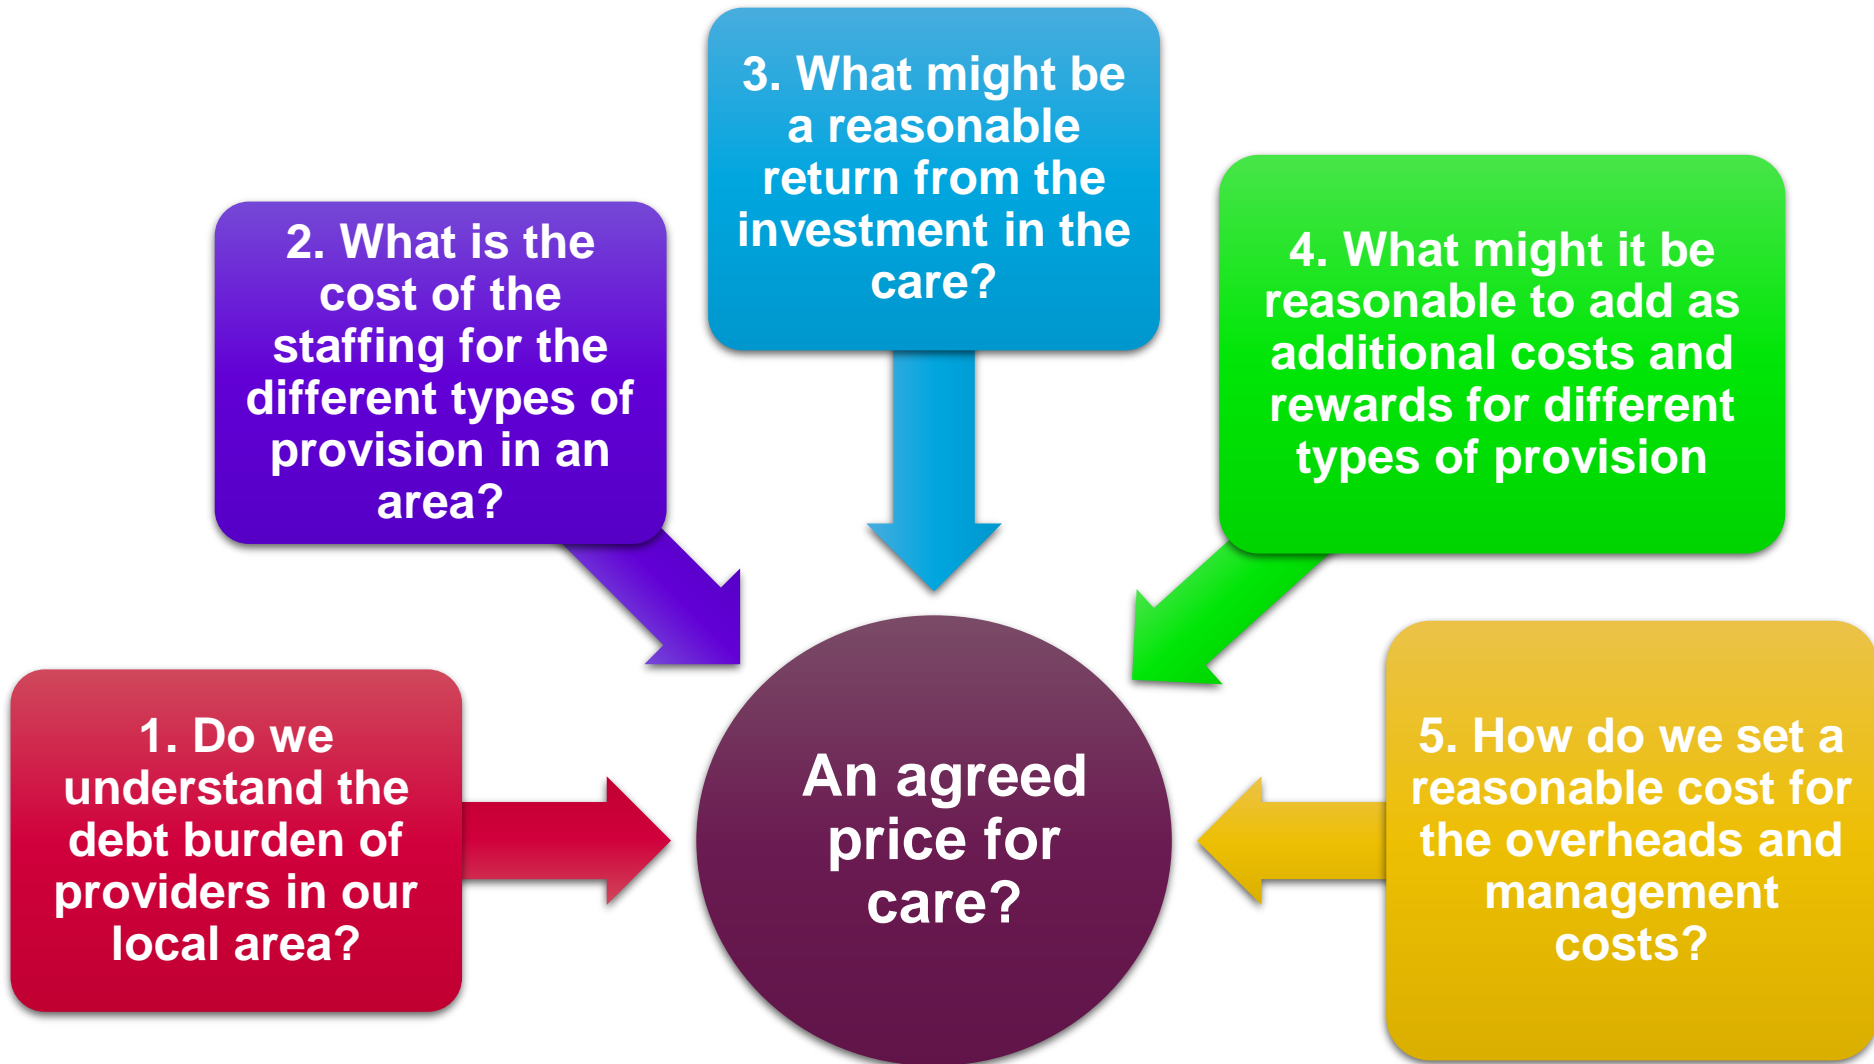 1. Do we
understand the
debt burden of
providers in our
local area?
2. What is the
cost of the
staffing for the
different types of
provision in an
area?
3. What might be
a reasonable
return from the
investment in the
care?
4. What might it be
reasonable to add as
additional costs and
rewards for different
types of provision
5. How do we set a
reasonable cost for
the overheads and
management
costs?
An agreed
price for
care?